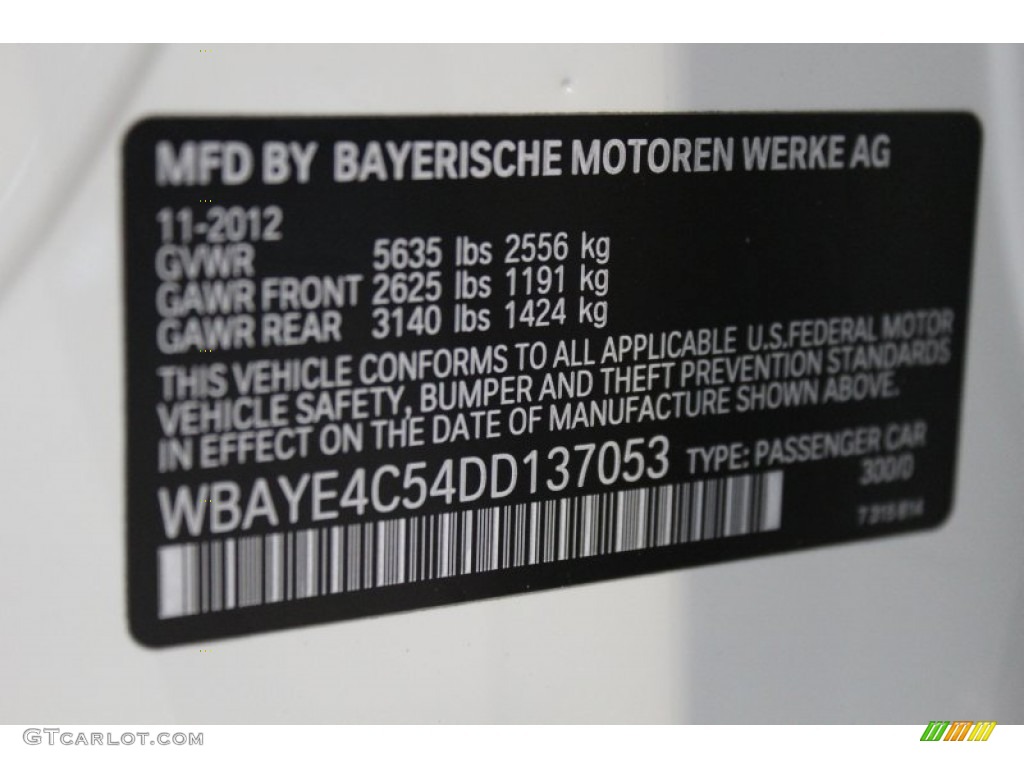 MFD BY BAYERISCHE MOTOREN WERKE AG
11-2012
GVWR 5635 lbs 2556 kg
GAWR FRONT 2625 lbs 1191 kg
GAWR REAR 3140 lbs 1424 kg
THIS VEHICLE CONFORMS TO ALL APPLICABLE U.S.FEDERAL MOTOR
VEHICLE SAFETY, BUMPER AND THEFT PREVENTION STANDARDS
IN EFFECT ON THE DATE OF MANUFACTURE SHOWN ABOVE.
WBAYE4C54DD137053 TYPE: PASSENGER CAR
300/0
GTCARLOT.COM